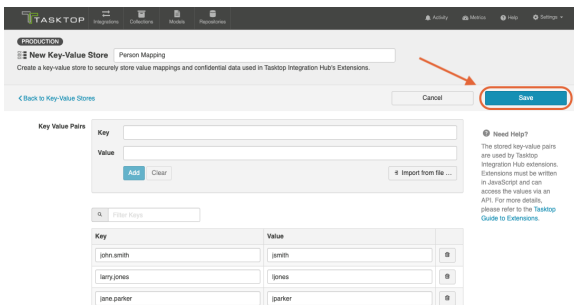 TASKTOP
Integrations
Collections
Models
Repositories
Activity
Metrics
Help
Settings
PRODUCTION
New Key-Value Store
Person Mapping
Create a key-value store to securely store value mappings and confidential data used in Tasktop Integration Hub's Extensions.
Back to Key-Value Stores
Cancel
Save
Key Value Pairs
Key
Value
Add
Clear
Import from file ...
Need Help?
The stored key-value pairs
are used by Tasktop
Integration Hub extensions.
Extensions must be written
in JavaScript and can
access the values via an
API. For more details,
please refer to the Tasktop
Guide to Extensions.
Filter Keys
Key
Value
john.smith
jsmith
larry.jones
ljones
jane.parker
jparker